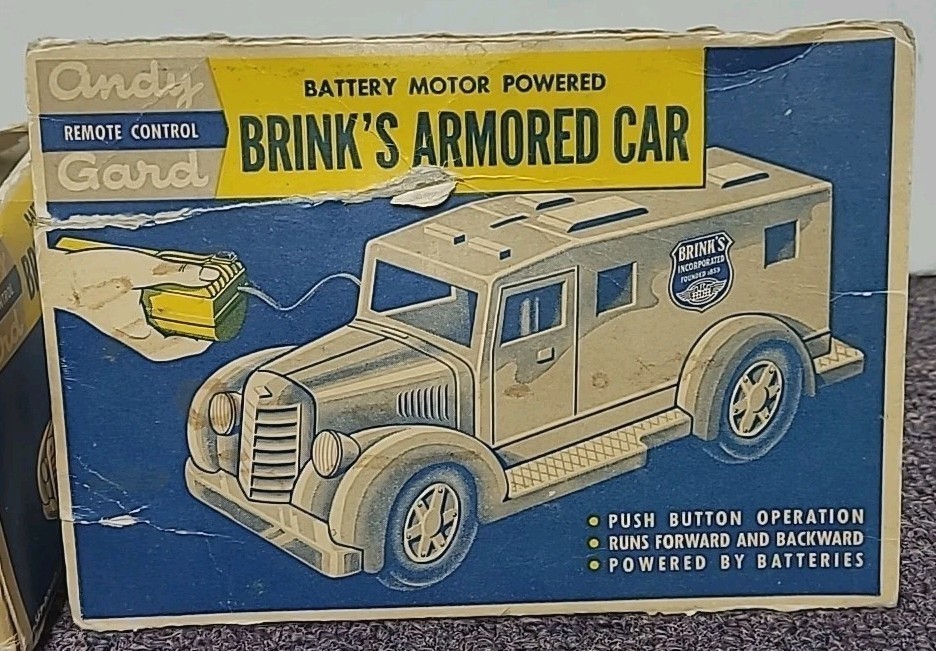 Andy
REMOTE CONTROL
Gard
BATTERY MOTOR POWERED
BRINK'S ARMORED CAR
BRINK'S
INCORPORATED
FOUNDED 1859
PUSH BUTTON OPERATION
RUNS FORWARD AND BACKWARD
POWERED BY BATTERIES